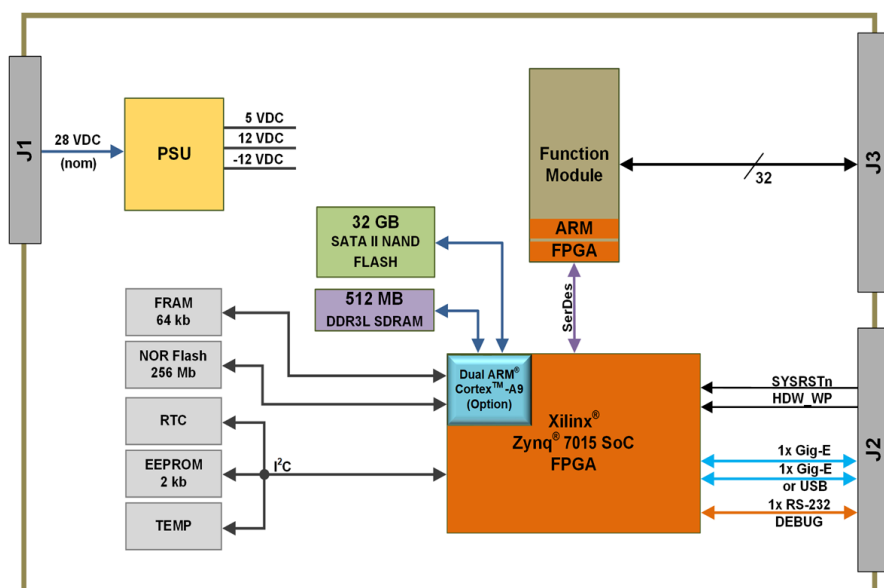 J1
28 VDC
(nom)
PSU
5 VDC
12 VDC
-12 VDC
Function
Module
ARM
FPGA
32
J3
32 GB
SATA II NAND
FLASH
512 MB
DDR3L SDRAM
SerDes
FRAM
64 kb
NOR Flash
256 Mb
RTC
EEPROM
2 kb
TEMP
I²C
Dual ARM®
Cortex™-A9
(Option)
Xilinx®
Zynq® 7015 SoC
FPGA
SYSRSTn
HDW_WP
1x Gig-E
1x Gig-E
or USB
1x RS-232
DEBUG
J2